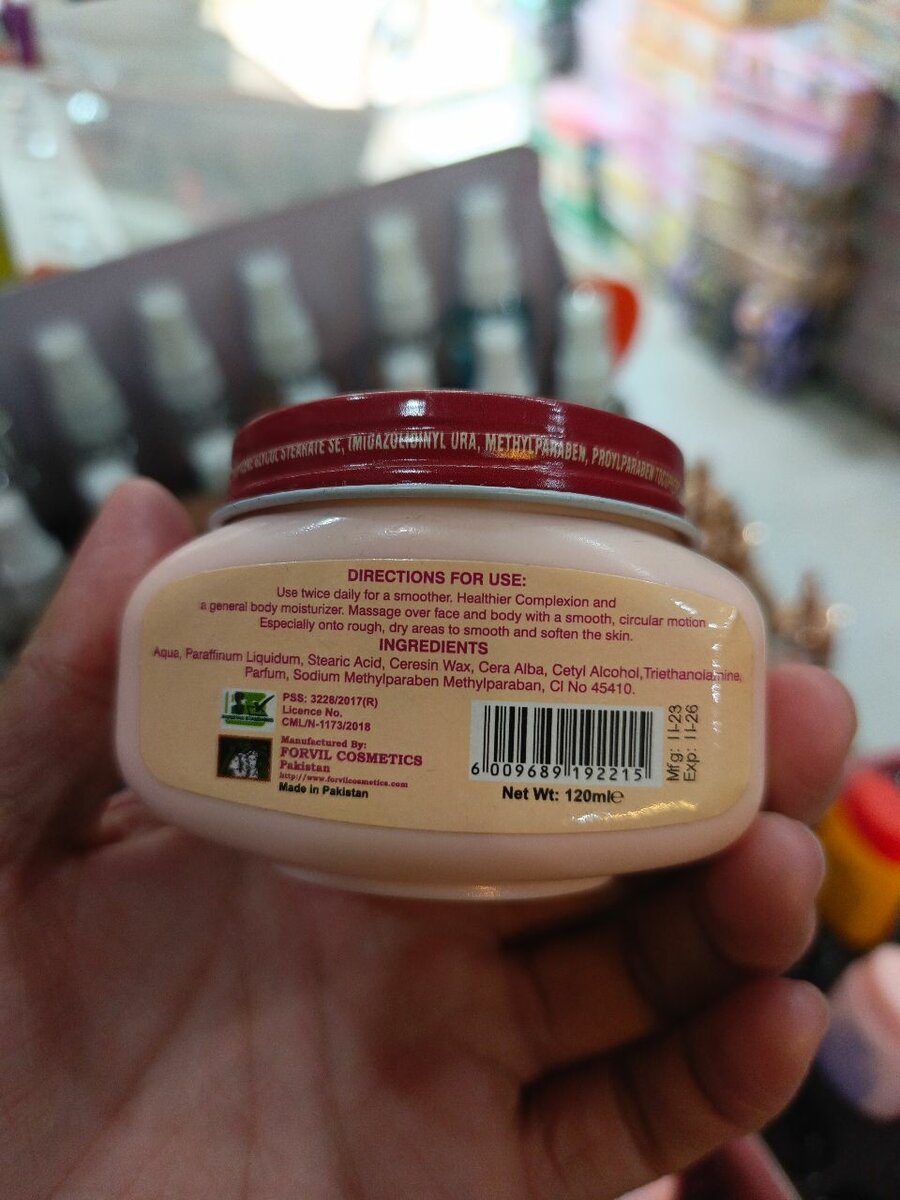 GLYCOL STEARATE SE, IMIDAZOLIDINYL URA, METHYLPARABEN, PROYLPARABEN
DIRECTIONS FOR USE:
Use twice daily for a smoother. Healthier Complexion and
a general body moisturizer. Massage over face and body with a smooth, circular motion
Especially onto rough, dry areas to smooth and soften the skin.
INGREDIENTS
Aqua, Paraffinum Liquidum, Stearic Acid, Ceresin Wax, Cera Alba, Cetyl Alcohol,Triethanolamine,
Parfum, Sodium Methylparaben Methylparaban, CI No 45410.
PSS: 3228/2017(R)
Licence No.
CML/N-1173/2018
Manufactured By:
FORVIL COSMETICS
Pakistan
http://www.forvilcosmetics.com
Made in Pakistan
6 009689 192215
Net Wt: 120ml℮
Mfg: 11-23
Exp: 11-26